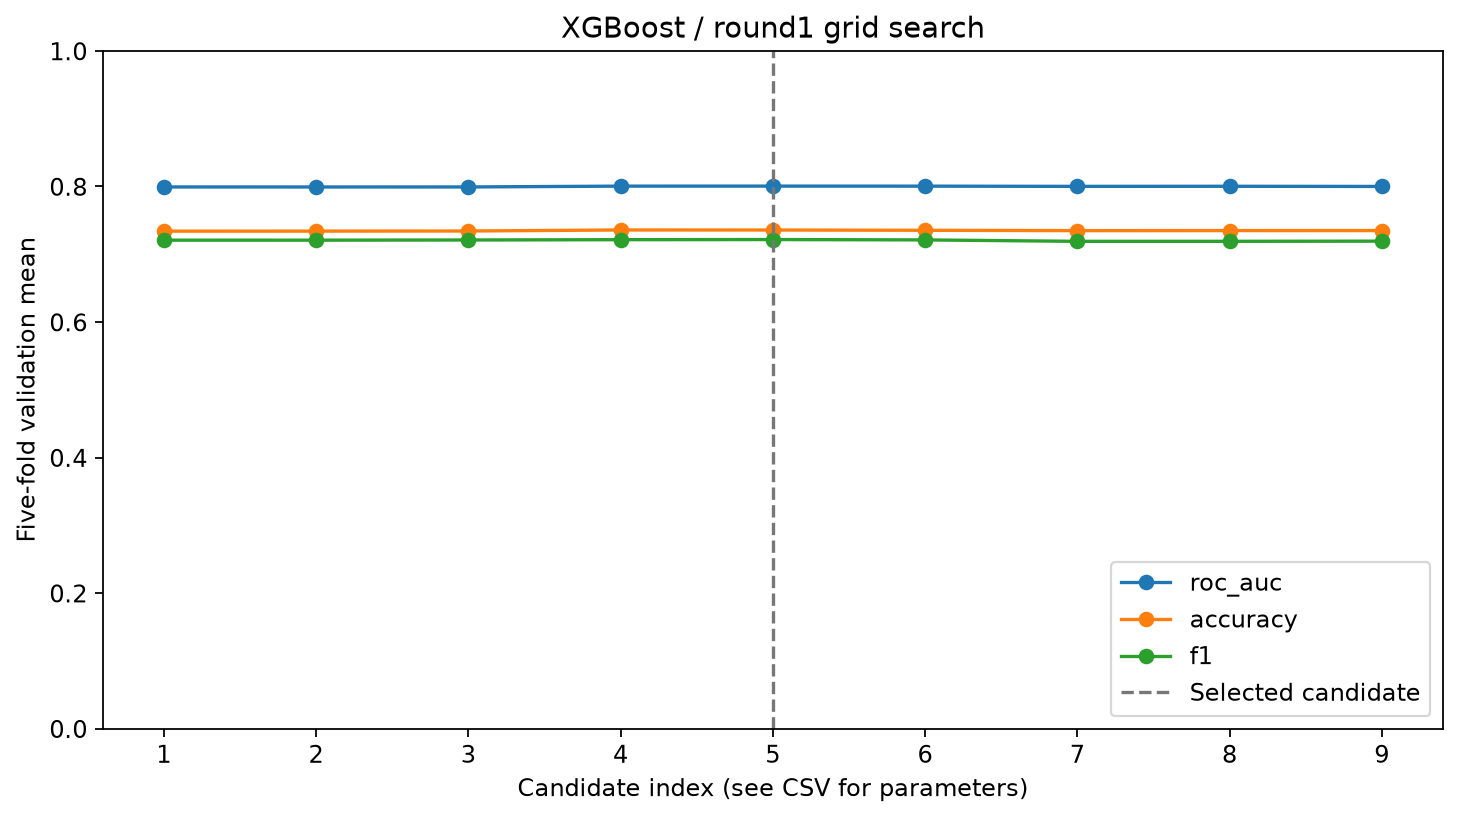 XGBoost / round1 grid search
1.0
0.8
0.6
0.4
0.2
0.0
Five-fold validation mean
roc_auc
accuracy
f1
Selected candidate
1 2 3 4 5 6 7 8 9
Candidate index (see CSV for parameters)